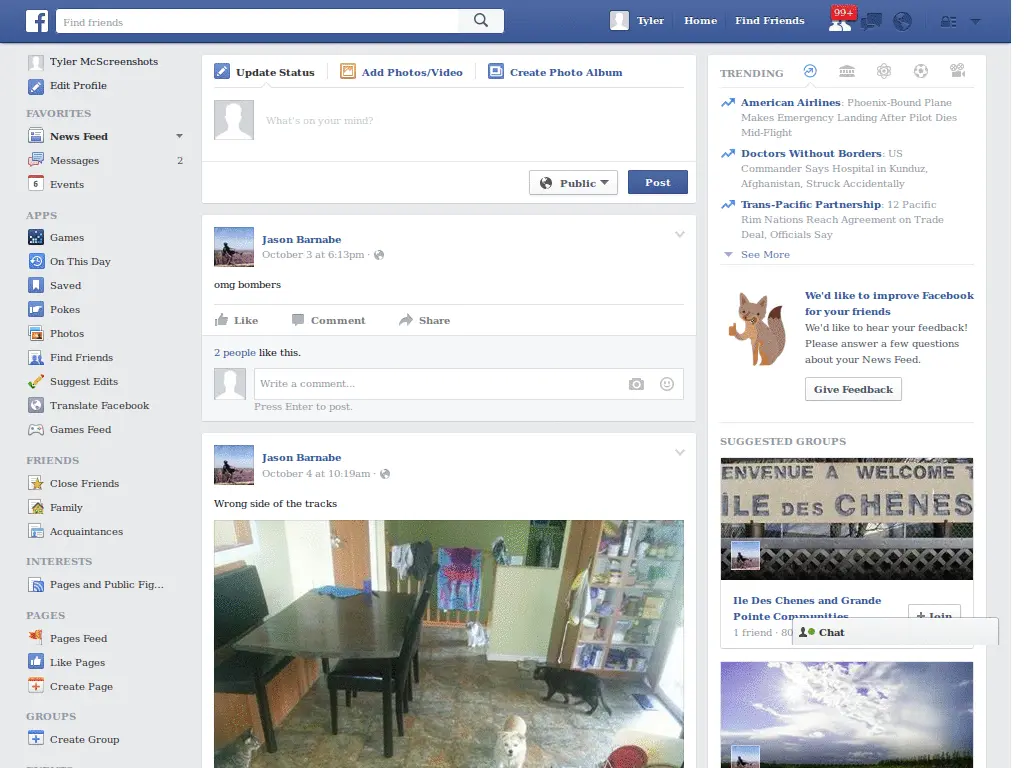 f
Find friends
Tyler
Home
Find Friends
99+
Tyler McScreenshots
Edit Profile
FAVORITES
News Feed
Messages
2
6
Events
APPS
Games
On This Day
Saved
Pokes
Photos
Find Friends
Suggest Edits
Translate Facebook
Games Feed
FRIENDS
Close Friends
Family
Acquaintances
INTERESTS
Pages and Public Fig...
PAGES
Pages Feed
Like Pages
Create Page
GROUPS
Create Group
Update Status
Add Photos/Video
Create Photo Album
What's on your mind?
Public
Post
Jason Barnabe
October 3 at 6:13pm ·
omg bombers
Like
Comment
Share
2 people like this.
Write a comment...
Press Enter to post.
Jason Barnabe
October 4 at 10:19am ·
Wrong side of the tracks
TRENDING
American Airlines: Phoenix-Bound Plane
Makes Emergency Landing After Pilot Dies
Mid-Flight
Doctors Without Borders: US
Commander Says Hospital in Kunduz,
Afghanistan, Struck Accidentally
Trans-Pacific Partnership: 12 Pacific
Rim Nations Reach Agreement on Trade
Deal, Officials Say
See More
We'd like to improve Facebook
for your friends
We'd like to hear your feedback!
Please answer a few questions
about your News Feed.
Give Feedback
SUGGESTED GROUPS
ENVENUE À WELCOME T
ILE DES CHÊNES
Ile Des Chenes and Grande
Pointe Communities
+ Join
1 friend · 80
Chat